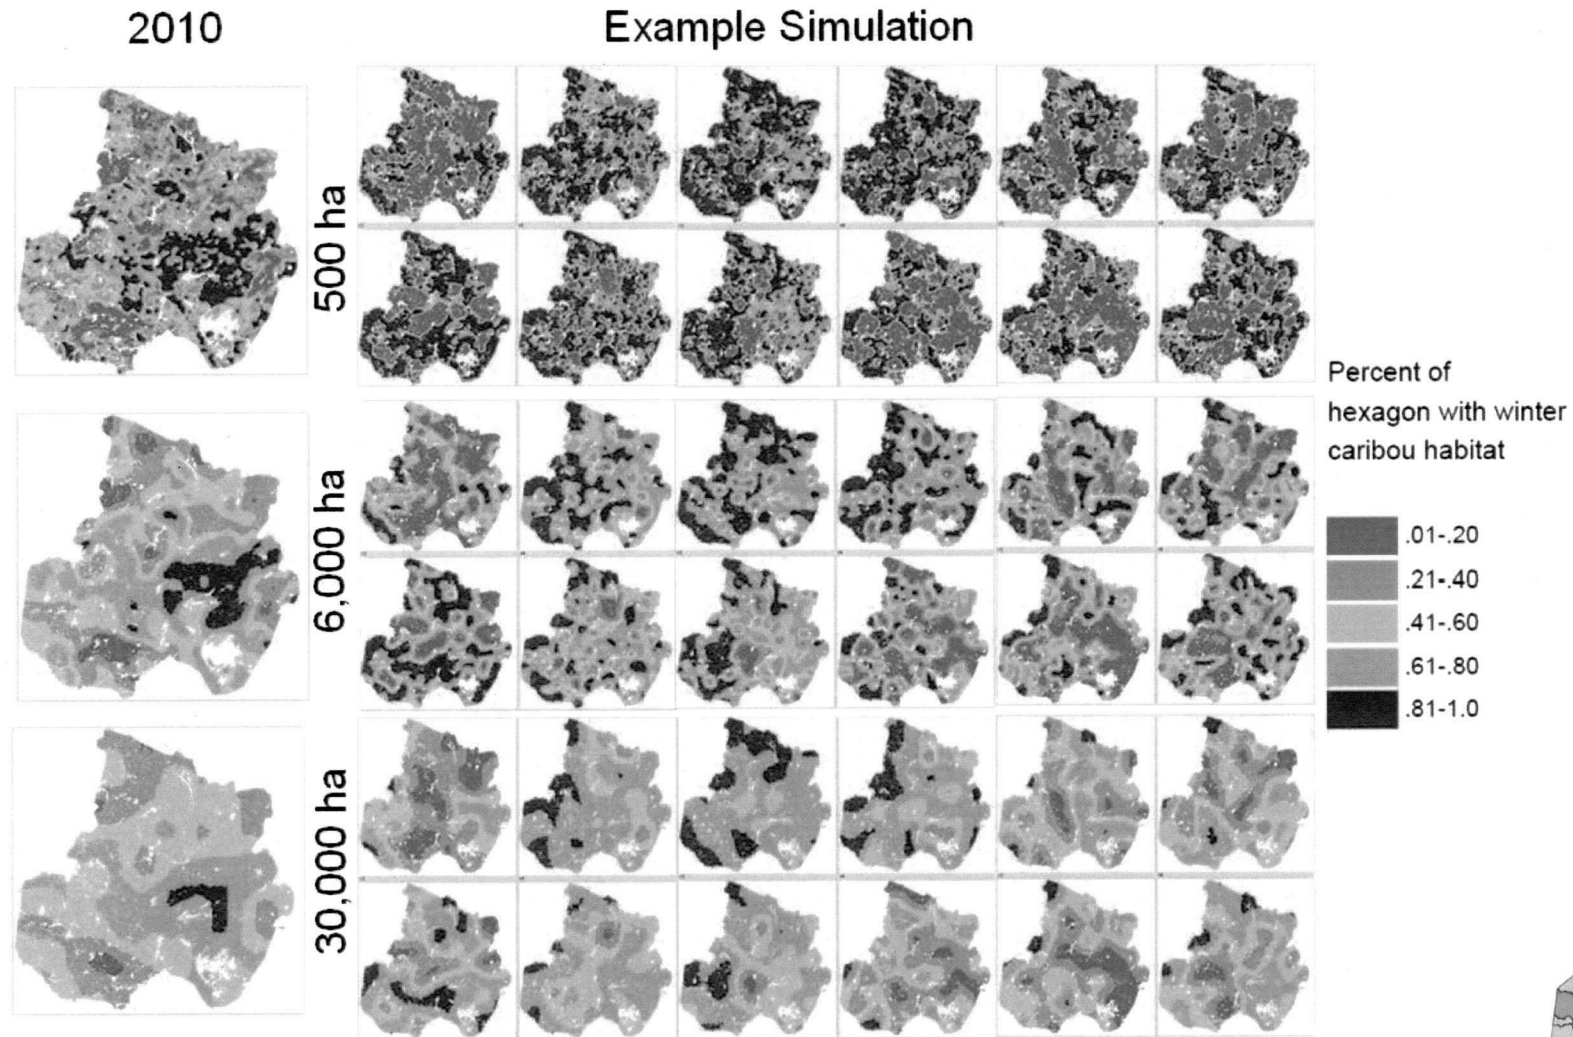 2010
Example Simulation
500 ha
6,000 ha
30,000 ha
Percent of
hexagon with winter
caribou habitat
.01-.20
.21-.40
.41-.60
.61-.80
.81-1.0